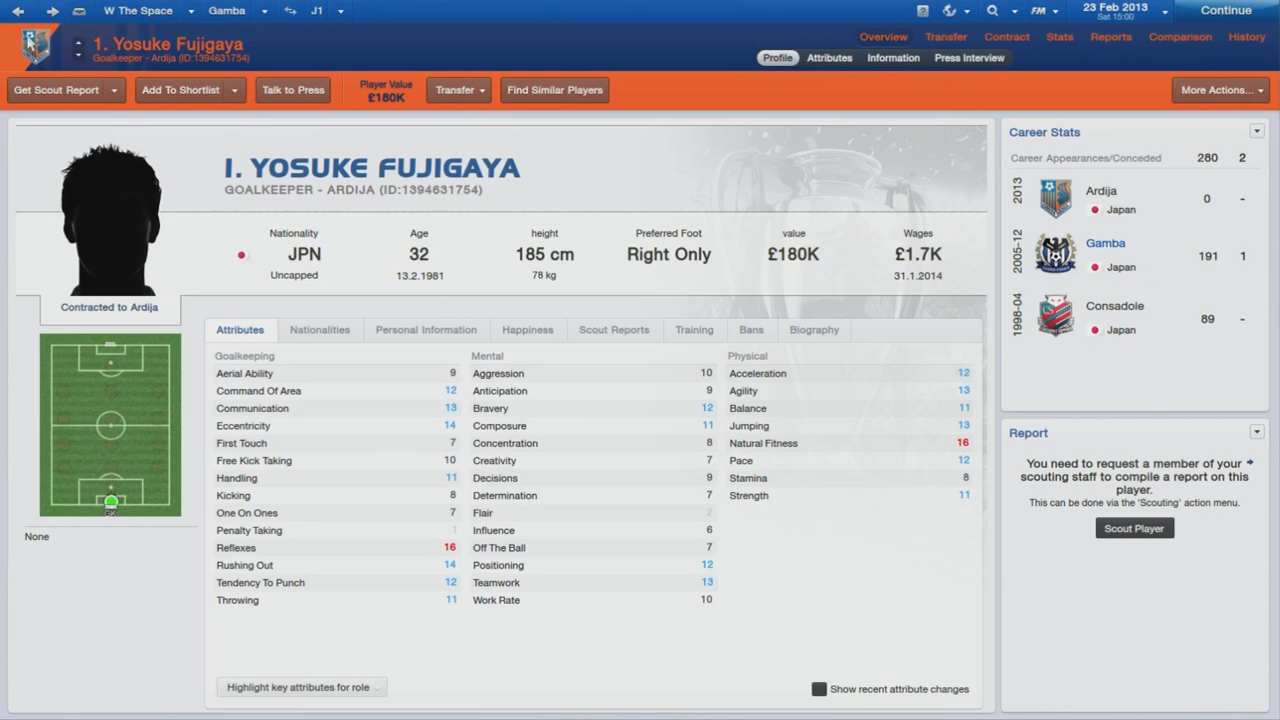 W The Space Gamba J1 FM 23 Feb 2013 Continue
Sat 15:00
1. Yosuke Fujigaya
Goalkeeper - Ardija (ID:1394631754)
Overview Transfer Contract Stats Reports Comparison History
Profile Attributes Information Press Interview
Get Scout Report Add To Shortlist Talk to Press Player Value £180K Transfer Find Similar Players More Actions...
1. YOSUKE FUJIGAYA
GOALKEEPER - ARDIJA (ID:1394631754)
Nationality Age height Preferred Foot value Wages
JPN 32 185 cm Right Only £180K £1.7K
Uncapped 13.2.1981 78 kg 31.1.2014
Contracted to Ardija
GK
None
Attributes Nationalities Personal Information Happiness Scout Reports Training Bans Biography
Goalkeeping Mental Physical
Aerial Ability 9 Aggression 10 Acceleration 12
Command Of Area 12 Anticipation 9 Agility 13
Communication 13 Bravery 12 Balance 11
Eccentricity 14 Composure 11 Jumping 13
First Touch 7 Concentration 8 Natural Fitness 16
Free Kick Taking 10 Creativity 7 Pace 12
Handling 11 Decisions 9 Stamina 8
Kicking 8 Determination 7 Strength 11
One On Ones 7 Flair 2
Penalty Taking 1 Influence 6
Reflexes 16 Off The Ball 7
Rushing Out 14 Positioning 12
Tendency To Punch 12 Teamwork 13
Throwing 11 Work Rate 10
Highlight key attributes for role Show recent attribute changes
Career Stats
Career Appearances/Conceded 280 2
2013 Ardija 0 -
Japan
2005-12 Gamba 191 1
Japan
1998-04 Consadole 89 -
Japan
Report
You need to request a member of your
scouting staff to compile a report on this
player.
This can be done via the 'Scouting' action menu.
Scout Player